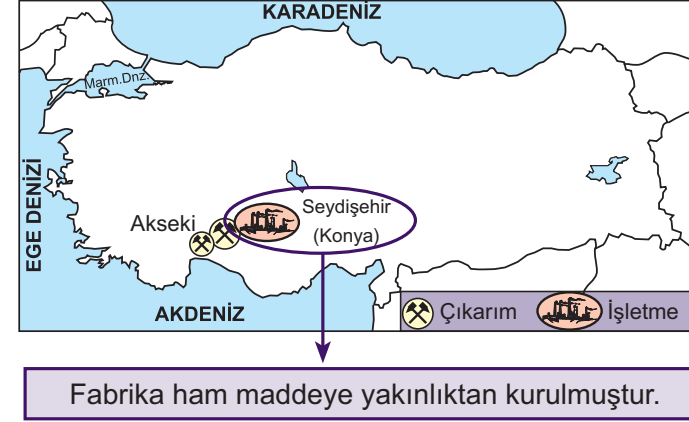 KARADENİZ
Marm.Dnz.
EGE DENİZİ
Akseki
Seydişehir
(Konya)
AKDENİZ
Çıkarım
İşletme
Fabrika ham maddeye yakınlıktan kurulmuştur.